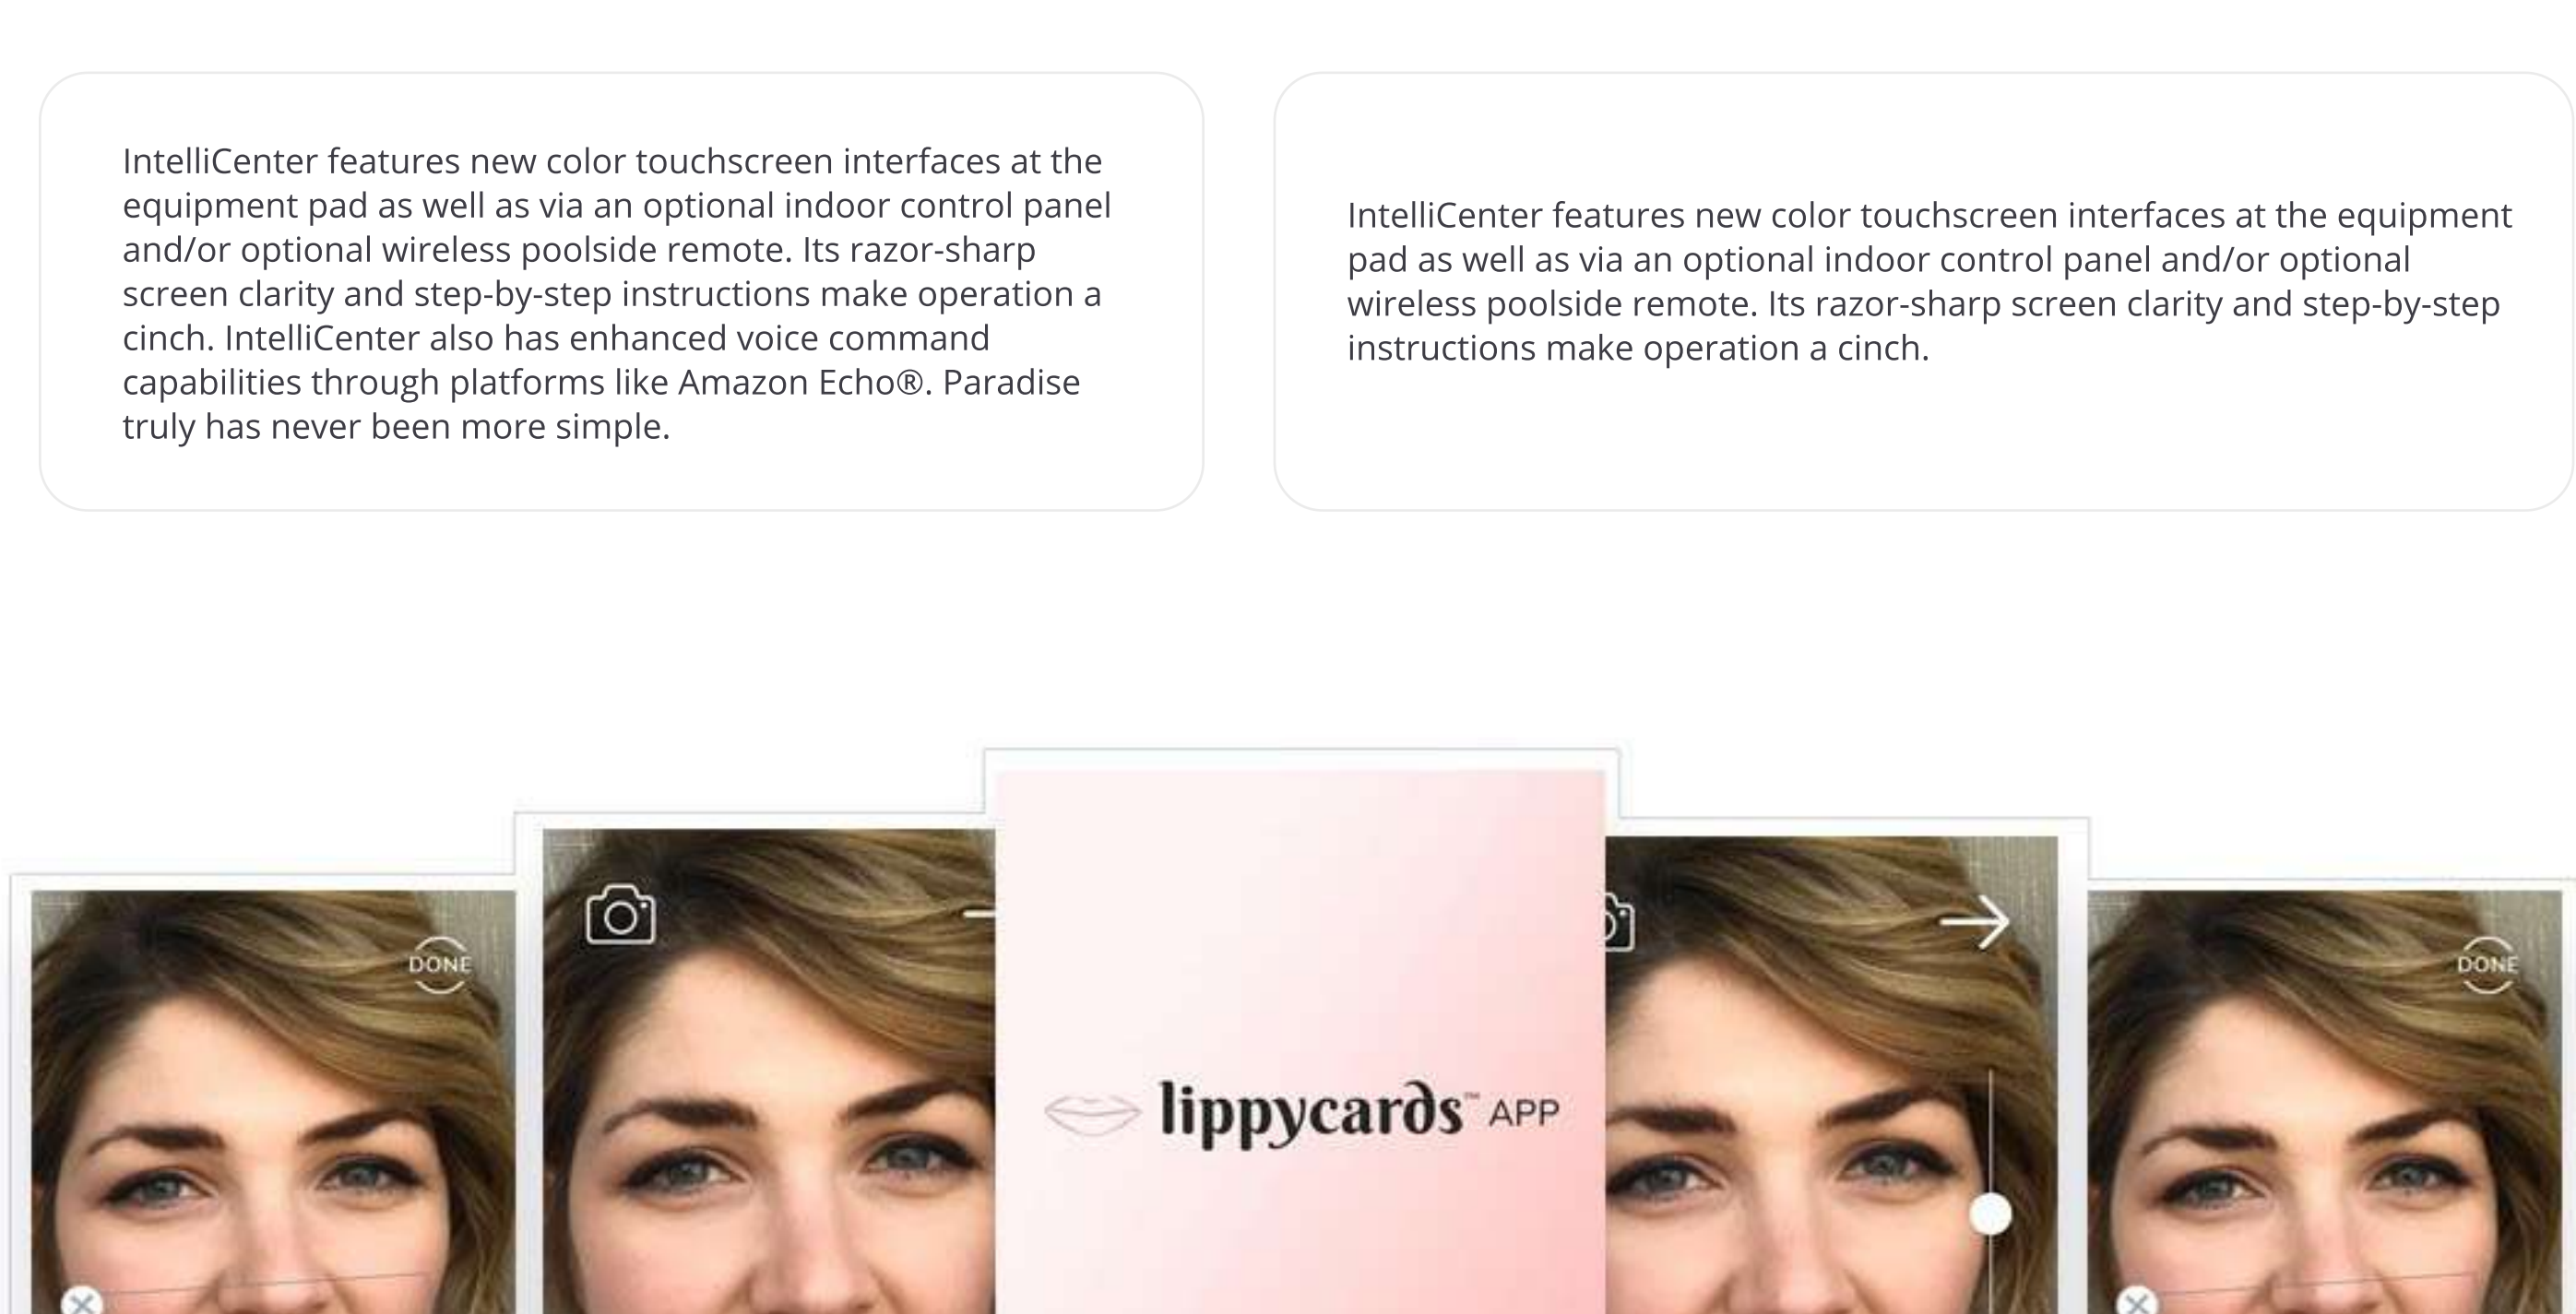 IntelliCenter features new color touchscreen interfaces at the
equipment pad as well as via an optional indoor control panel
and/or optional wireless poolside remote. Its razor-sharp
screen clarity and step-by-step instructions make operation a
cinch. IntelliCenter also has enhanced voice command
capabilities through platforms like Amazon Echo®. Paradise
truly has never been more simple.
IntelliCenter features new color touchscreen interfaces at the equipment
pad as well as via an optional indoor control panel and/or optional
wireless poolside remote. Its razor-sharp screen clarity and step-by-step
instructions make operation a cinch.
DONE
lippycards™ APP
DONE